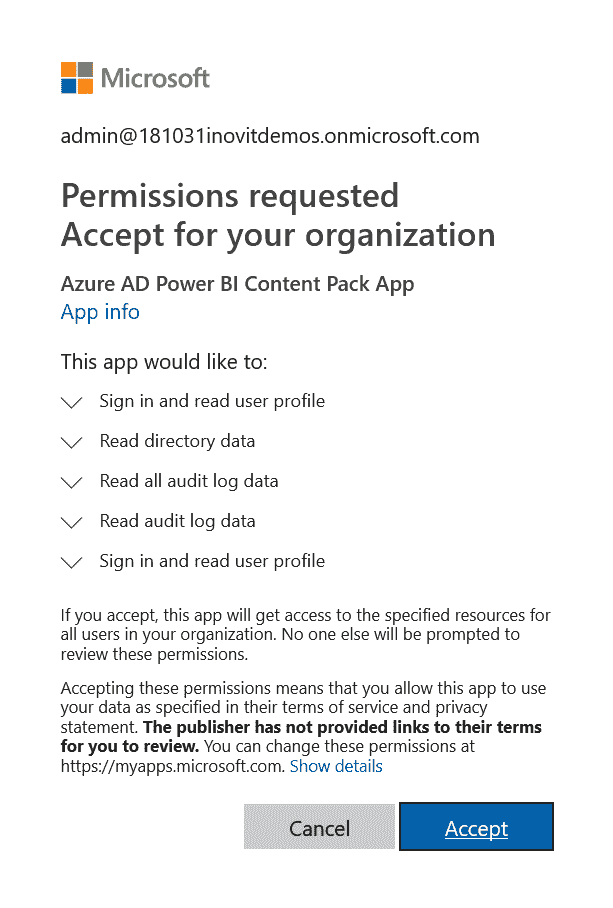 Microsoft
admin@181031inovitdemos.onmicrosoft.com
Permissions requested
Accept for your organization
Azure AD Power BI Content Pack App
App info
This app would like to:
Sign in and read user profile
Read directory data
Read all audit log data
Read audit log data
Sign in and read user profile
If you accept, this app will get access to the specified resources for
all users in your organization. No one else will be prompted to
review these permissions.
Accepting these permissions means that you allow this app to use
your data as specified in their terms of service and privacy
statement. The publisher has not provided links to their terms
for you to review. You can change these permissions at
https://myapps.microsoft.com. Show details
Cancel
Accept